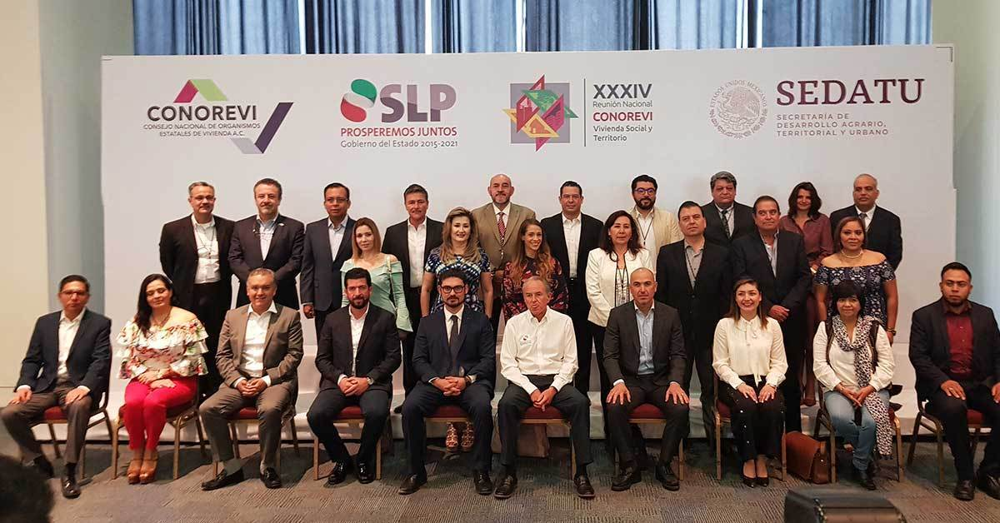 CONOREVI
CONSEJO NACIONAL DE ORGANISMOS
ESTATALES DE VIVIENDA A.C.
SLP
PROSPEREMOS JUNTOS
Gobierno del Estado 2015-2021
XXXIV
Reunión Nacional
CONOREVI
Vivienda Social y
Territorio
ESTADOS UNIDOS MEXICANOS
SEDATU
SECRETARÍA DE
DESARROLLO AGRARIO,
TERRITORIAL Y URBANO